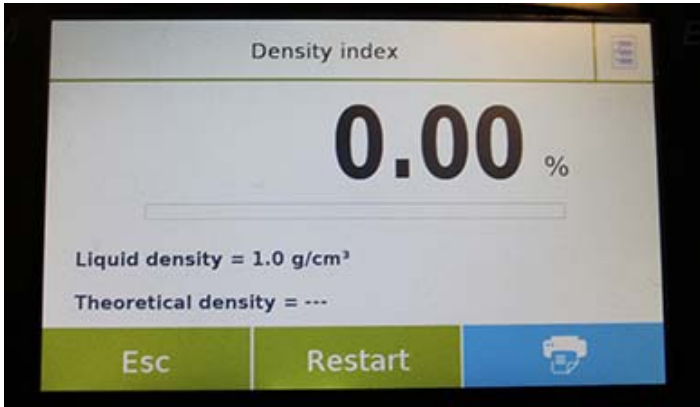 Density index
0.00 %
Liquid density = 1.0 g/cm³
Theoretical density = ---
Esc
Restart